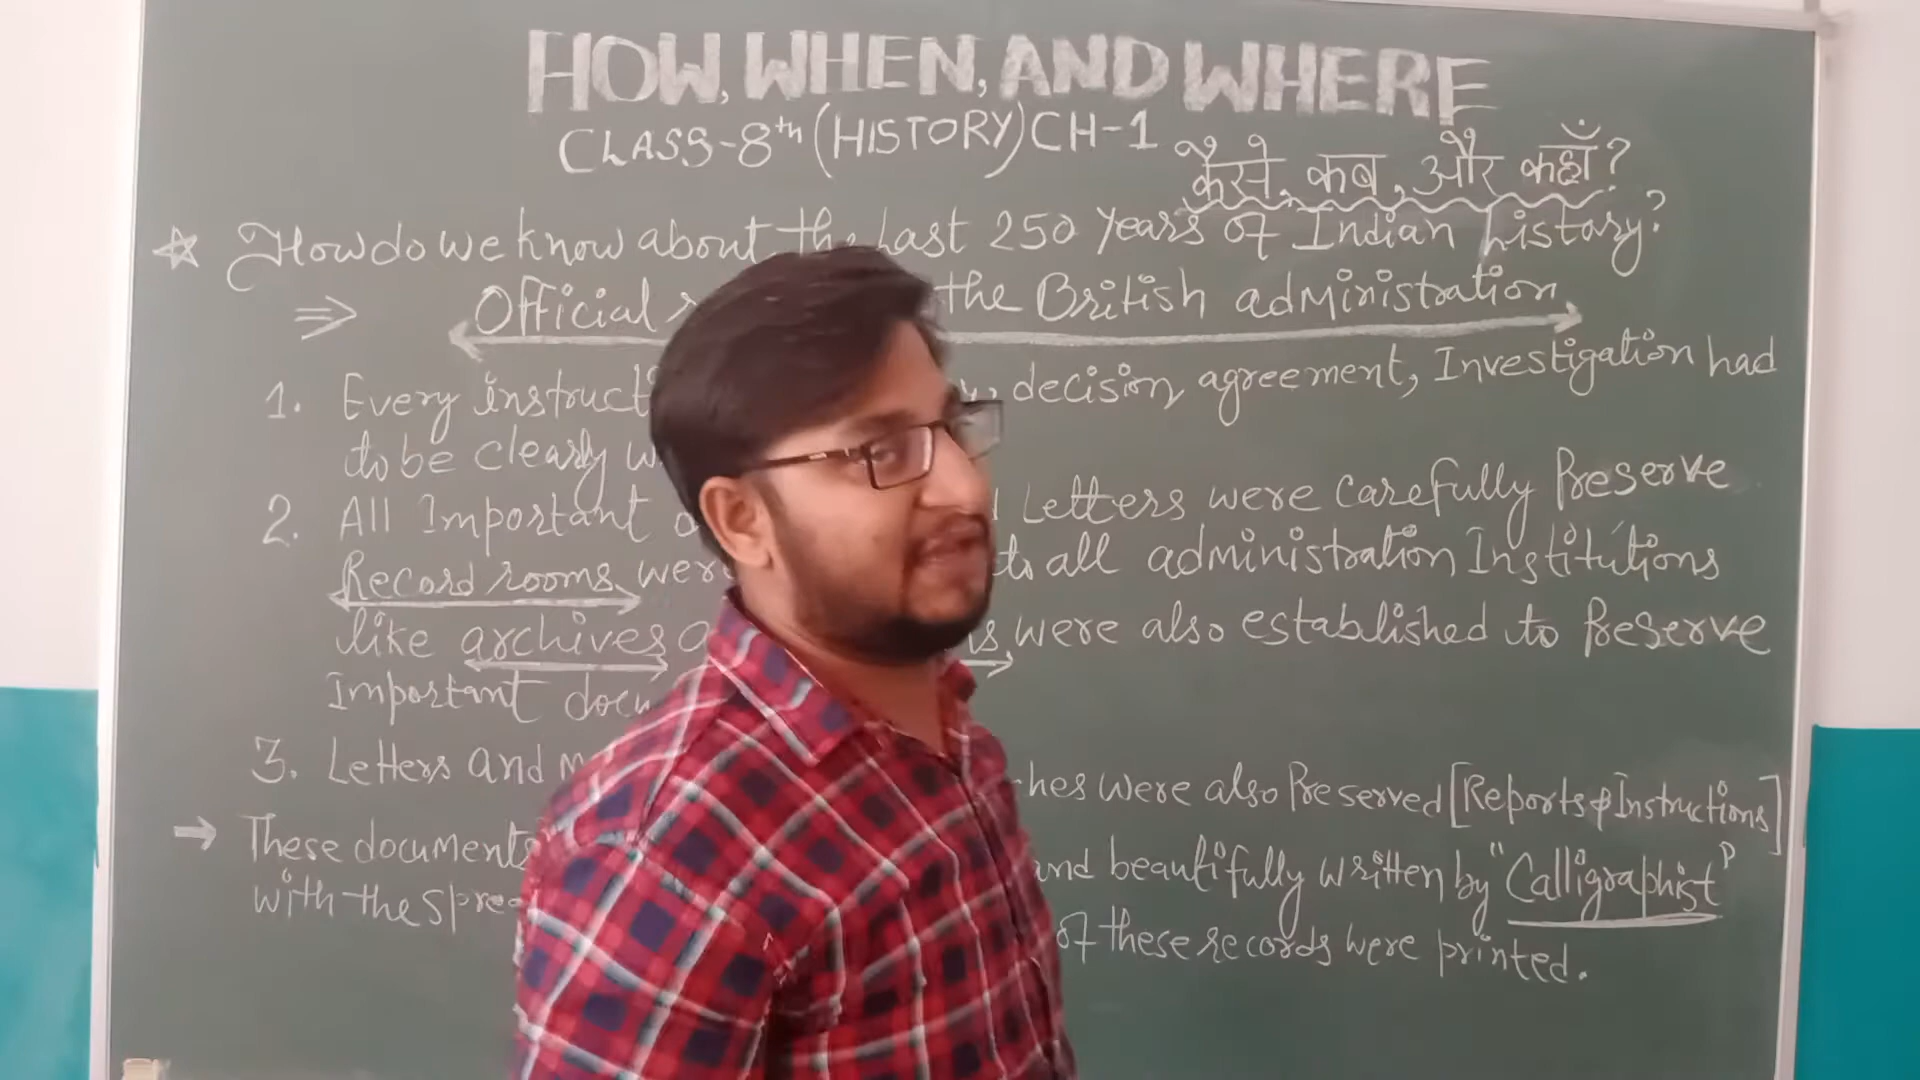 HOW, WHEN, AND WHERE
CLASS-8th (HISTORY) CH-1
कैसे, कब, और कहाँ?
How do we know about the Last 250 Years of Indian history?
⇒ Official the British administration
1. Every decision, agreement, Investigation had
to be clearly
2. All Important Letters were carefully Preserve
Record rooms were all administration Institutions
like archives were also established to Preserve
Important
3. Letters and were also Preserved [Reports & Instructions]
→ These documents and beautifully written by "Calligraphist"
with the of these records were printed.